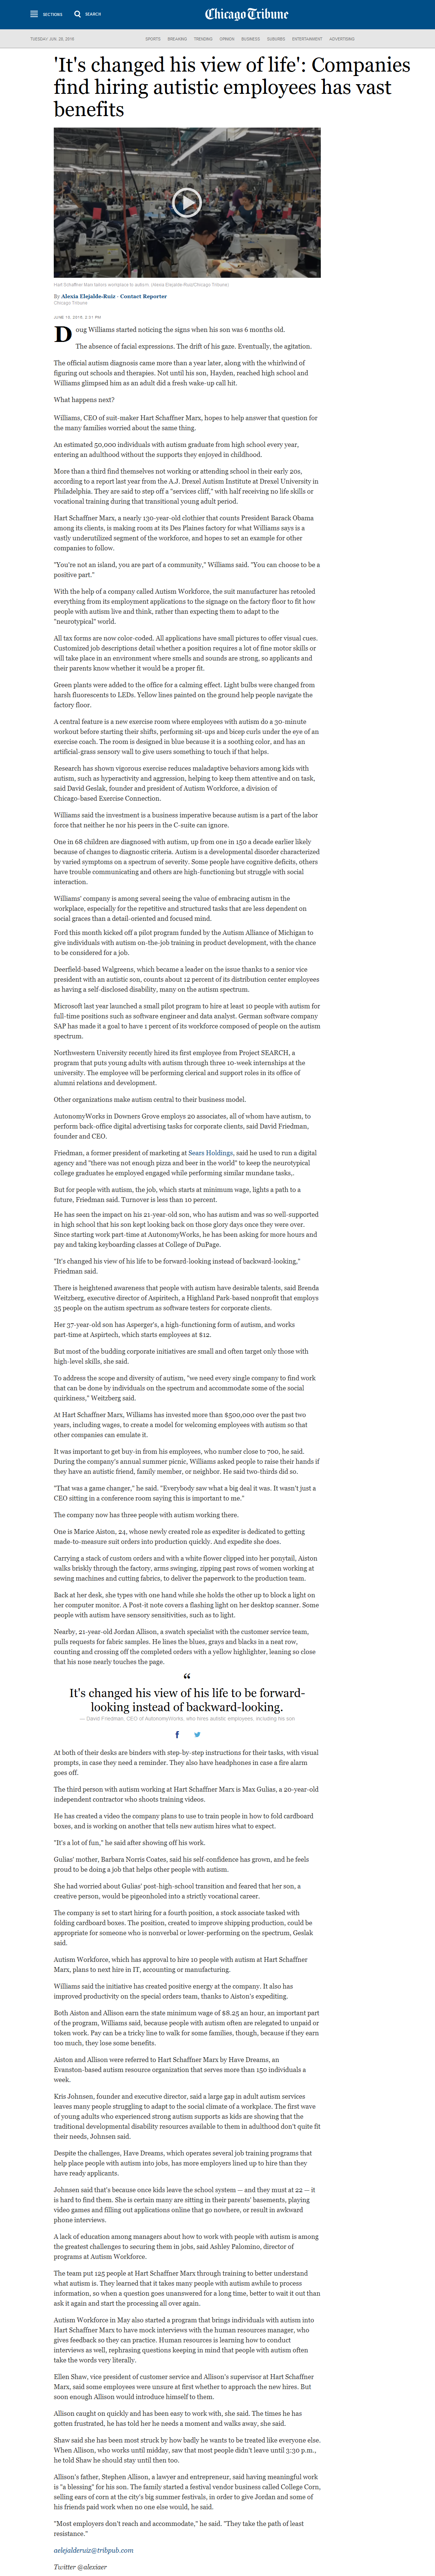 SECTIONS
SEARCH
Chicago Tribune
TUESDAY JUN. 28, 2016
SPORTS BREAKING TRENDING OPINION BUSINESS SUBURBS ENTERTAINMENT ADVERTISING
'It's changed his view of life': Companies
find hiring autistic employees has vast
benefits
Hart Schaffner Marx tailors workplace to autism. (Alexia Elejalde-Ruiz/Chicago Tribune)
By Alexia Elejalde-Ruiz · Contact Reporter
Chicago Tribune
JUNE 10, 2016, 2:31 PM
Doug Williams started noticing the signs when his son was 6 months old.
The absence of facial expressions. The drift of his gaze. Eventually, the agitation.
The official autism diagnosis came more than a year later, along with the whirlwind of
figuring out schools and therapies. Not until his son, Hayden, reached high school and
Williams glimpsed him as an adult did a fresh wake-up call hit.
What happens next?
Williams, CEO of suit-maker Hart Schaffner Marx, hopes to help answer that question for
the many families worried about the same thing.
An estimated 50,000 individuals with autism graduate from high school every year,
entering an adulthood without the supports they enjoyed in childhood.
More than a third find themselves not working or attending school in their early 20s,
according to a report last year from the A.J. Drexel Autism Institute at Drexel University in
Philadelphia. They are said to step off a "services cliff," with half receiving no life skills or
vocational training during that transitional young adult period.
Hart Schaffner Marx, a nearly 130-year-old clothier that counts President Barack Obama
among its clients, is making room at its Des Plaines factory for what Williams says is a
vastly underutilized segment of the workforce, and hopes to set an example for other
companies to follow.
"You're not an island, you are part of a community," Williams said. "You can choose to be a
positive part."
With the help of a company called Autism Workforce, the suit manufacturer has retooled
everything from its employment applications to the signage on the factory floor to fit how
people with autism live and think, rather than expecting them to adapt to the
"neurotypical" world.
All tax forms are now color-coded. All applications have small pictures to offer visual cues.
Customized job descriptions detail whether a position requires a lot of fine motor skills or
will take place in an environment where smells and sounds are strong, so applicants and
their parents know whether it would be a proper fit.
Green plants were added to the office for a calming effect. Light bulbs were changed from
harsh fluorescents to LEDs. Yellow lines painted on the ground help people navigate the
factory floor.
A central feature is a new exercise room where employees with autism do a 30-minute
workout before starting their shifts, performing sit-ups and bicep curls under the eye of an
exercise coach. The room is designed in blue because it is a soothing color, and has an
artificial-grass sensory wall to give users something to touch if that helps.
Research has shown vigorous exercise reduces maladaptive behaviors among kids with
autism, such as hyperactivity and aggression, helping to keep them attentive and on task,
said David Geslak, founder and president of Autism Workforce, a division of
Chicago-based Exercise Connection.
Williams said the investment is a business imperative because autism is a part of the labor
force that neither he nor his peers in the C-suite can ignore.
One in 68 children are diagnosed with autism, up from one in 150 a decade earlier likely
because of changes to diagnostic criteria. Autism is a developmental disorder characterized
by varied symptoms on a spectrum of severity. Some people have cognitive deficits, others
have trouble communicating and others are high-functioning but struggle with social
interaction.
Williams' company is among several seeing the value of embracing autism in the
workplace, especially for repetitive and structured tasks that are less dependent on
social graces than a detail-oriented and focused mind.
Ford this month kicked off a pilot program funded by the Autism Alliance of Michigan to
give individuals with autism on-the-job training in product development, with the chance
to be considered for a job.
Deerfield-based Walgreens, which became a leader on the issue thanks to a senior vice
president with an autistic son, counts about 12 percent of its distribution center employees
as having a self-disclosed disability, many on the autism spectrum.
Microsoft last year launched a small pilot program to hire at least 10 people with autism for
full-time positions such as software engineer and data analyst. German software company
SAP has made it a goal to have 1 percent of its workforce composed of people on the autism
spectrum.
Northwestern University recently hired its first employee from Project SEARCH, a
program that puts young adults with autism through three 10-week internships at the
university. The employee will be performing clerical and support roles in its office of
alumni relations and development.
Other organizations make autism central to their business model.
AutonomyWorks in Downers Grove employs 20 associates, all of whom have autism, to
perform back-office digital advertising tasks for corporate clients, said David Friedman,
founder and CEO.
Friedman, a former president of marketing at Sears Holdings, said he used to run a digital
agency and "there was not enough pizza and beer in the world" to keep the neurotypical
college graduates he employed engaged while performing similar mundane tasks,.
But for people with autism, the job, which starts at minimum wage, lights a path to a
future, Friedman said. Turnover is less than 10 percent.
He has seen the impact on his 21-year-old son, who has autism and was so well-supported
in high school that his son kept looking back on those glory days once they were over.
Since starting work part-time at AutonomyWorks, he has been asking for more hours and
pay and taking keyboarding classes at College of DuPage.
"It's changed his view of his life to be forward-looking instead of backward-looking,"
Friedman said.
There is heightened awareness that people with autism have desirable talents, said Brenda
Weitzberg, executive director of Aspiritech, a Highland Park-based nonprofit that employs
35 people on the autism spectrum as software testers for corporate clients.
Her 37-year-old son has Asperger's, a high-functioning form of autism, and works
part-time at Aspirtech, which starts employees at $12.
But most of the budding corporate initiatives are small and often target only those with
high-level skills, she said.
To address the scope and diversity of autism, "we need every single company to find work
that can be done by individuals on the spectrum and accommodate some of the social
quirkiness," Weitzberg said.
At Hart Schaffner Marx, Williams has invested more than $500,000 over the past two
years, including wages, to create a model for welcoming employees with autism so that
other companies can emulate it.
It was important to get buy-in from his employees, who number close to 700, he said.
During the company's annual summer picnic, Williams asked people to raise their hands if
they have an autistic friend, family member, or neighbor. He said two-thirds did so.
"That was a game changer," he said. "Everybody saw what a big deal it was. It wasn't just a
CEO sitting in a conference room saying this is important to me."
The company now has three people with autism working there.
One is Marice Aiston, 24, whose newly created role as expediter is dedicated to getting
made-to-measure suit orders into production quickly. And expedite she does.
Carrying a stack of custom orders and with a white flower clipped into her ponytail, Aiston
walks briskly through the factory, arms swinging, zipping past rows of women working at
sewing machines and cutting fabrics, to deliver the paperwork to the production team.
Back at her desk, she types with one hand while she holds the other up to block a light on
her computer monitor. A Post-it note covers a flashing light on her desktop scanner. Some
people with autism have sensory sensitivities, such as to light.
Nearby, 21-year-old Jordan Allison, a swatch specialist with the customer service team,
pulls requests for fabric samples. He lines the blues, grays and blacks in a neat row,
counting and crossing off the completed orders with a yellow highlighter, leaning so close
that his nose nearly touches the page.
“
It's changed his view of his life to be forward-
looking instead of backward-looking.
— David Friedman, CEO of AutonomyWorks, who hires autistic employees, including his son
At both of their desks are binders with step-by-step instructions for their tasks, with visual
prompts, in case they need a reminder. They also have headphones in case a fire alarm
goes off.
The third person with autism working at Hart Schaffner Marx is Max Gulias, a 20-year-old
independent contractor who shoots training videos.
He has created a video the company plans to use to train people in how to fold cardboard
boxes, and is working on another that tells new autism hires what to expect.
"It's a lot of fun," he said after showing off his work.
Gulias' mother, Barbara Norris Coates, said his self-confidence has grown, and he feels
proud to be doing a job that helps other people with autism.
She had worried about Gulias' post-high-school transition and feared that her son, a
creative person, would be pigeonholed into a strictly vocational career.
The company is set to start hiring for a fourth position, a stock associate tasked with
folding cardboard boxes. The position, created to improve shipping production, could be
appropriate for someone who is nonverbal or lower-performing on the spectrum, Geslak
said.
Autism Workforce, which has approval to hire 10 people with autism at Hart Schaffner
Marx, plans to next hire in IT, accounting or manufacturing.
Williams said the initiative has created positive energy at the company. It also has
improved productivity on the special orders team, thanks to Aiston's expediting.
Both Aiston and Allison earn the state minimum wage of $8.25 an hour, an important part
of the program, Williams said, because people with autism often are relegated to unpaid or
token work. Pay can be a tricky line to walk for some families, though, because if they earn
too much, they lose some benefits.
Aiston and Allison were referred to Hart Schaffner Marx by Have Dreams, an
Evanston-based autism resource organization that serves more than 150 individuals a
week.
Kris Johnsen, founder and executive director, said a large gap in adult autism services
leaves many people struggling to adapt to the social climate of a workplace. The first wave
of young adults who experienced strong autism supports as kids are showing that the
traditional developmental disability resources available to them in adulthood don't quite fit
their needs, Johnsen said.
Despite the challenges, Have Dreams, which operates several job training programs that
help place people with autism into jobs, has more employers lined up to hire than they
have ready applicants.
Johnsen said that's because once kids leave the school system — and they must at 22 — it
is hard to find them. She is certain many are sitting in their parents' basements, playing
video games and filling out applications online that go nowhere, or result in awkward
phone interviews.
A lack of education among managers about how to work with people with autism is among
the greatest challenges to securing them in jobs, said Ashley Palomino, director of
programs at Autism Workforce.
The team put 125 people at Hart Schaffner Marx through training to better understand
what autism is. They learned that it takes many people with autism awhile to process
information, so when a question goes unanswered for a long time, better to wait it out than
ask it again and start the processing all over again.
Autism Workforce in May also started a program that brings individuals with autism into
Hart Schaffner Marx to have mock interviews with the human resources manager, who
gives feedback so they can practice. Human resources is learning how to conduct
interviews as well, rephrasing questions keeping in mind that people with autism often
take the words very literally.
Ellen Shaw, vice president of customer service and Allison's supervisor at Hart Schaffner
Marx, said some employees were unsure at first whether to approach the new hires. But
soon enough Allison would introduce himself to them.
Allison caught on quickly and has been easy to work with, she said. The times he has
gotten frustrated, he has told her he needs a moment and walks away, she said.
Shaw said she has been most struck by how badly he wants to be treated like everyone else.
When Allison, who works until midday, saw that most people didn't leave until 3:30 p.m.,
he told Shaw he should stay until then too.
Allison's father, Stephen Allison, a lawyer and entrepreneur, said having meaningful work
is "a blessing" for his son. The family started a festival vendor business called College Corn,
selling ears of corn at the city's big summer festivals, in order to give Jordan and some of
his friends paid work when no one else would, he said.
"Most employers don't reach and accommodate," he said. "They take the path of least
resistance."
aelejalderuiz@tribpub.com
Twitter @alexiaer